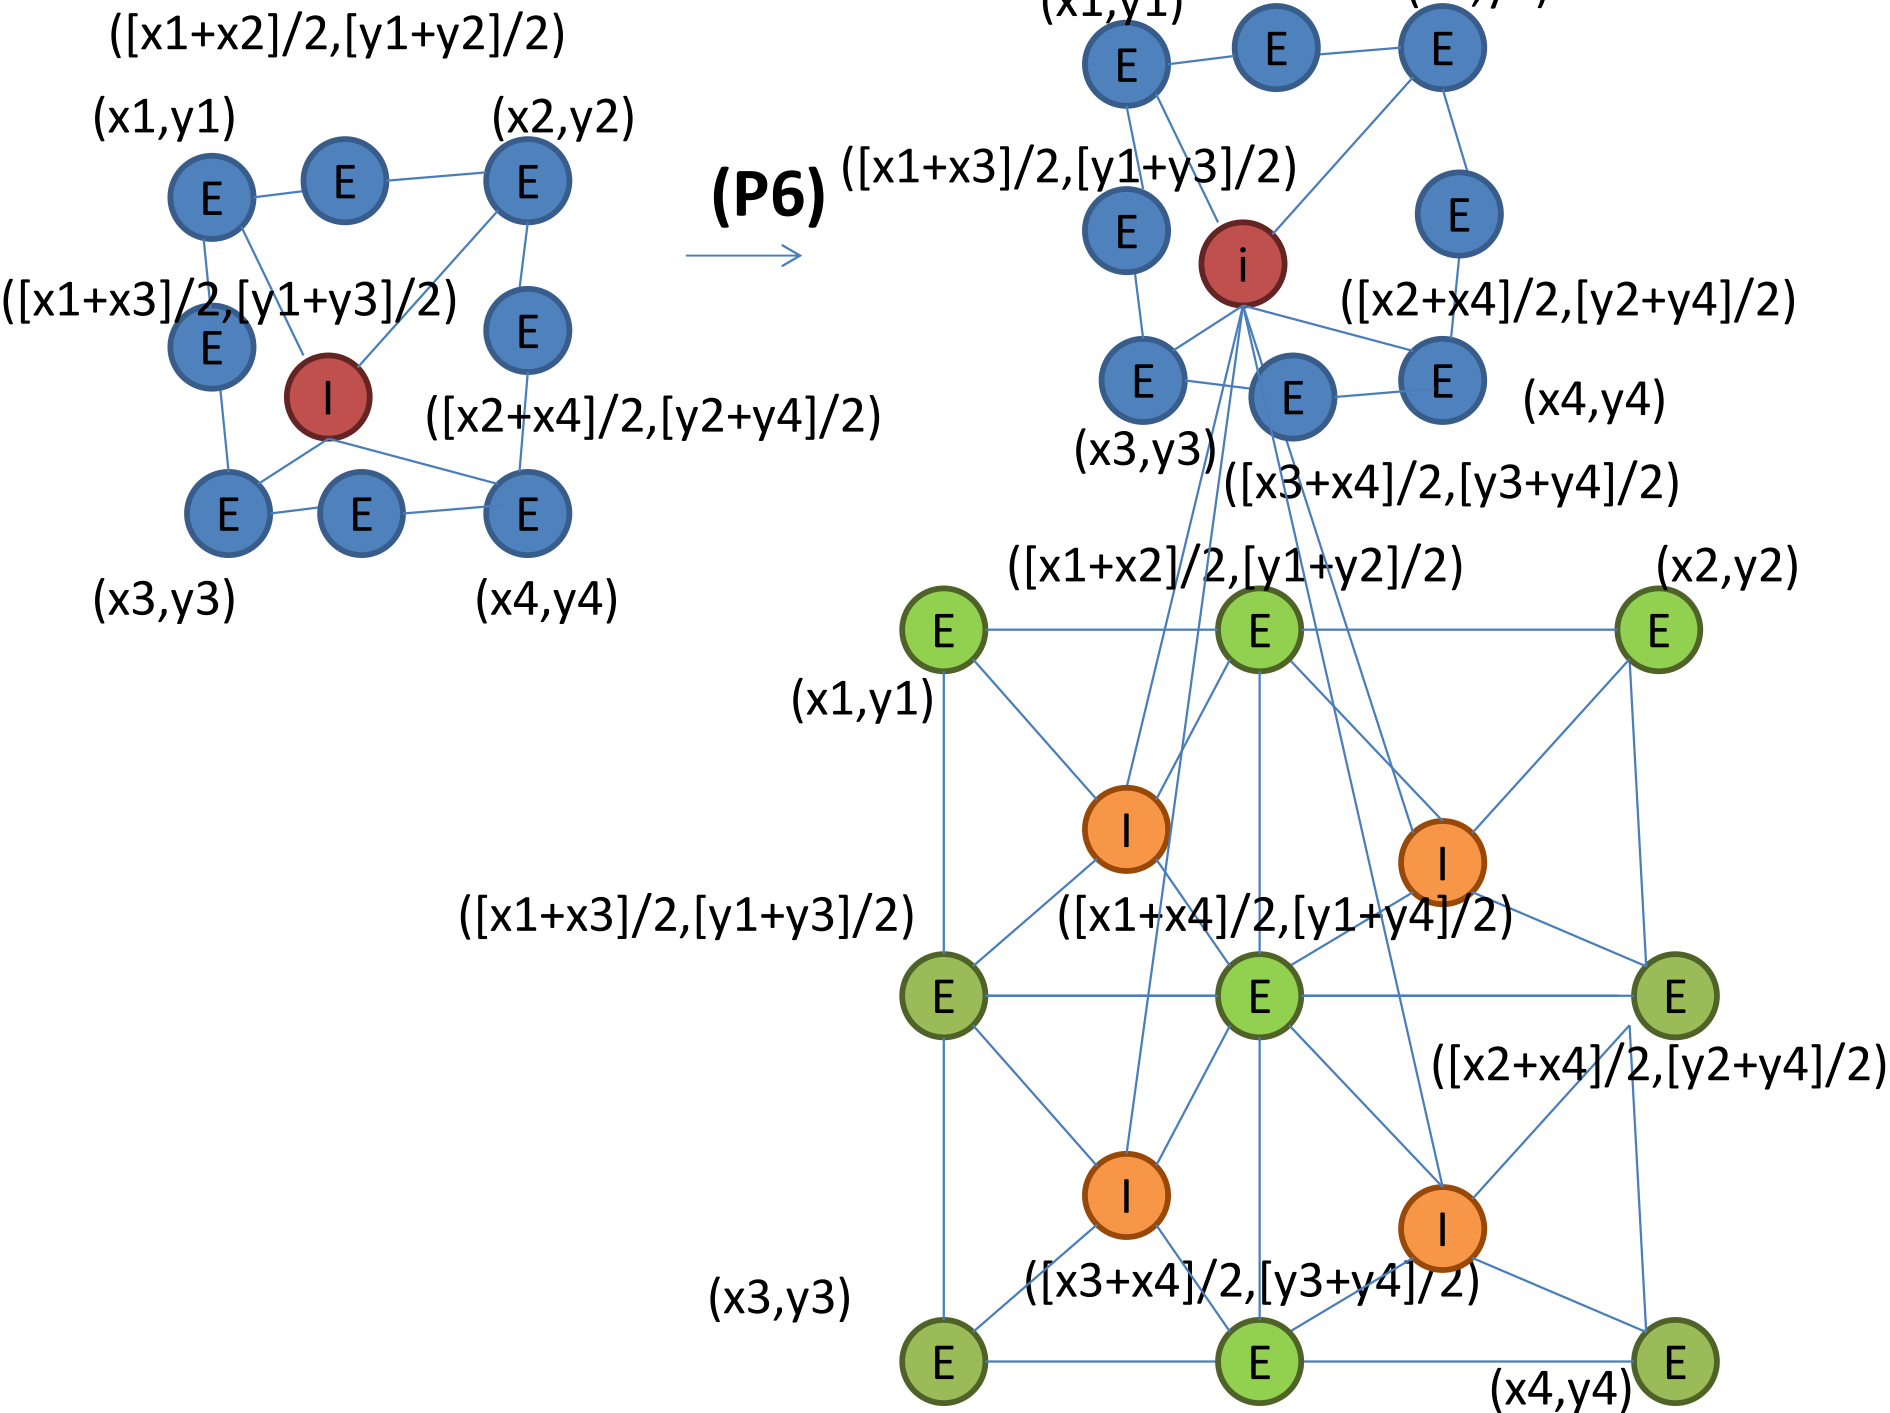 ([x1+x2]/2,[y1+y2]/2)
(x1,y1)
(x2,y2)
E
E
E
([x1+x3]/2,[y1+y3]/2)
E
E
I
([x2+x4]/2,[y2+y4]/2)
E
E
E
(x3,y3)
(x4,y4)
(P6)
(x1,y1)
E
E
E
([x1+x3]/2,[y1+y3]/2)
E
E
i
([x2+x4]/2,[y2+y4]/2)
E
E
E
(x4,y4)
(x3,y3)
([x3+x4]/2,[y3+y4]/2)
([x1+x2]/2,[y1+y2]/2)
(x2,y2)
E
E
E
(x1,y1)
I
I
([x1+x3]/2,[y1+y3]/2)
([x1+x4]/2,[y1+y4]/2)
E
E
E
([x2+x4]/2,[y2+y4]/2)
I
I
([x3+x4]/2,[y3+y4]/2)
(x3,y3)
E
E
E
(x4,y4)